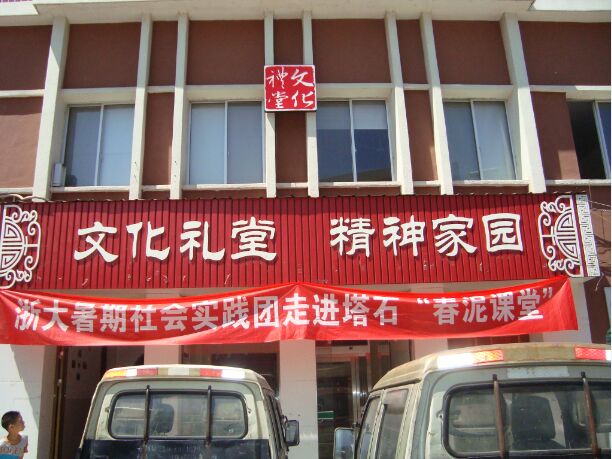 文化
禮堂
文化礼堂 精神家园
浙大暑期社会实践团走进塔石“春泥课堂”